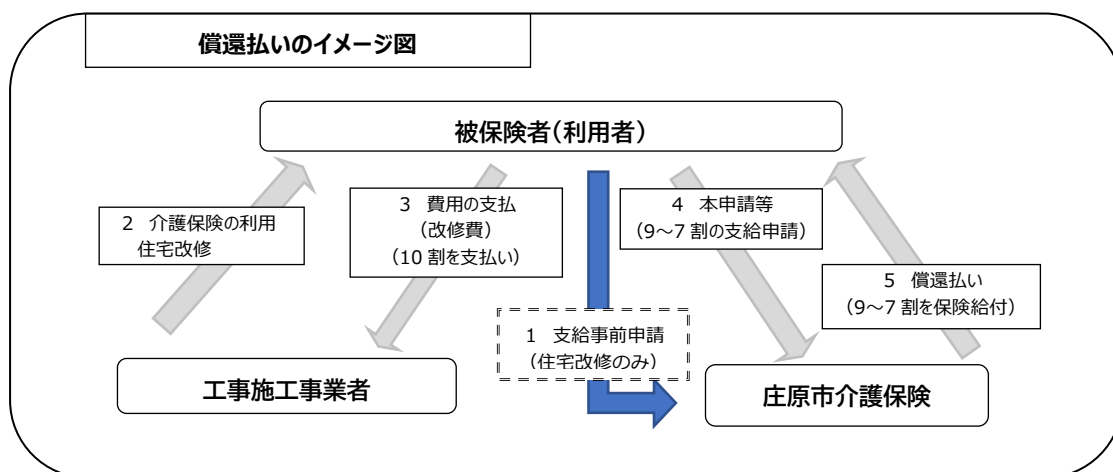 償還払いのイメージ図
被保険者(利用者)
2 介護保険の利用
住宅改修
3 費用の支払
(改修費)
(10割を支払い)
4 本申請等
(9～7割の支給申請)
5 償還払い
(9～7割を保険給付)
1 支給事前申請
(住宅改修のみ)
工事施工事業者
庄原市介護保険